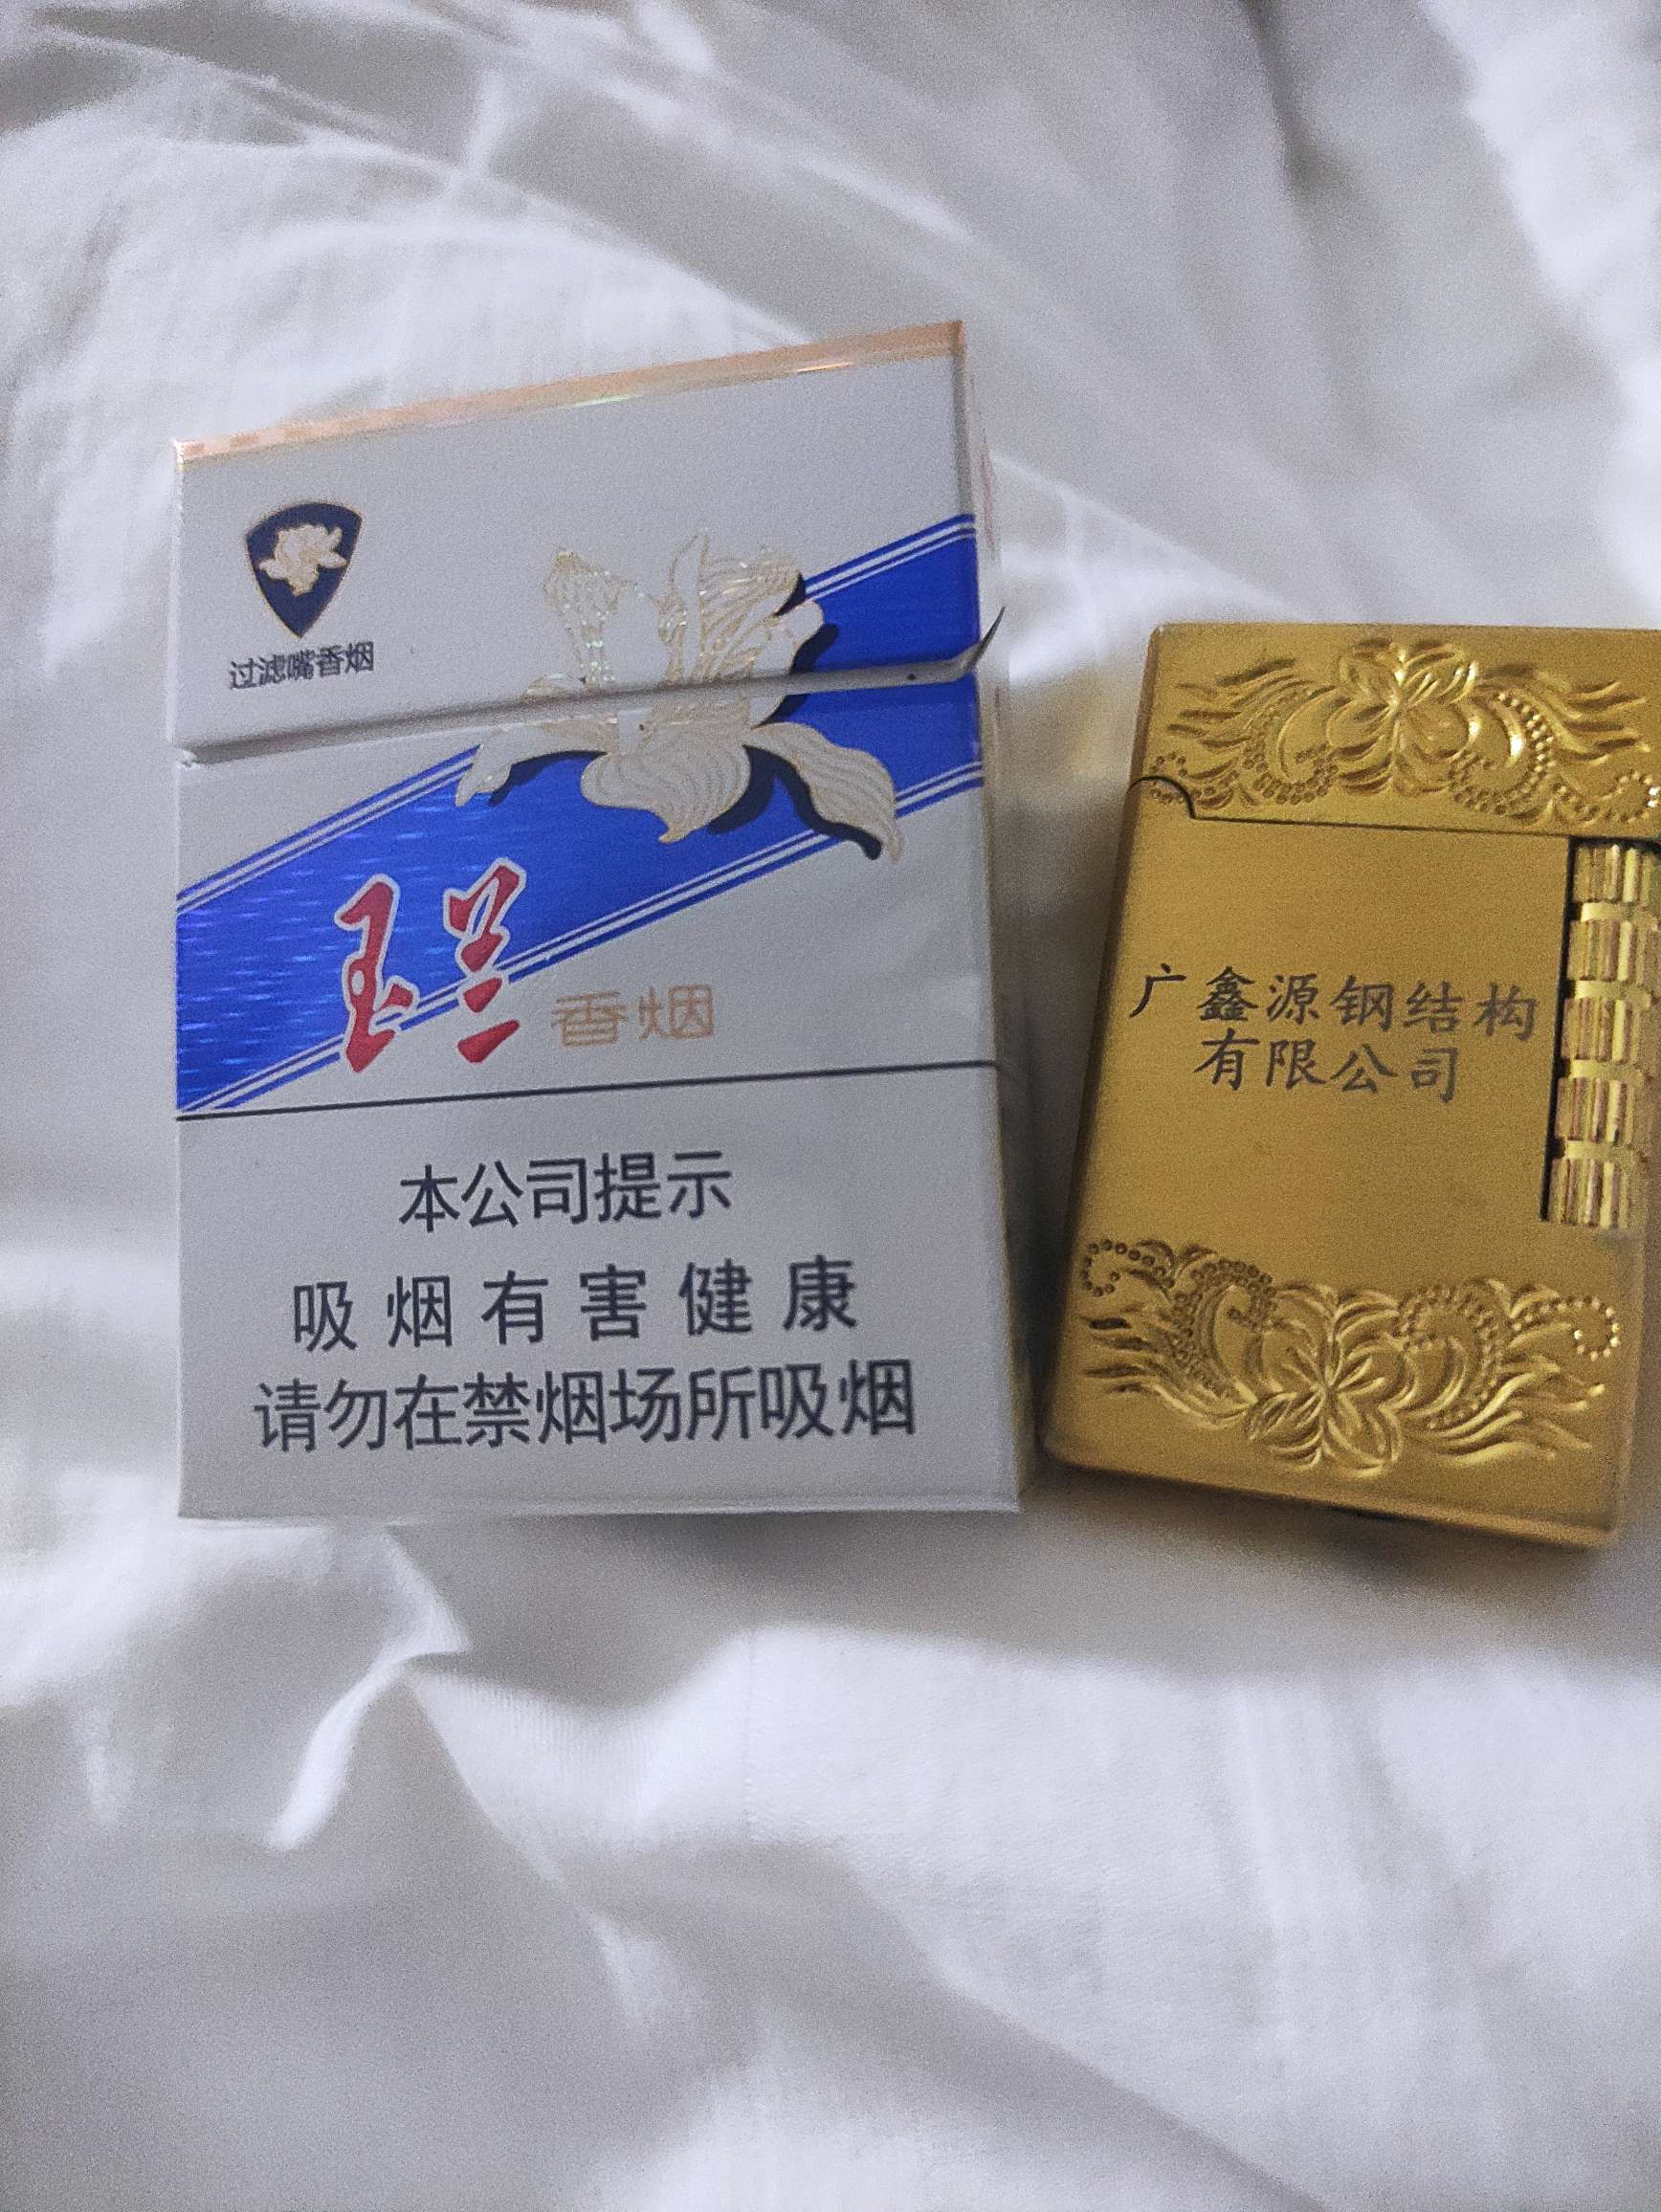 过滤嘴香烟
玉兰
香烟
本公司提示
吸烟有害健康
请勿在禁烟场所吸烟
广鑫源钢结构
有限公司